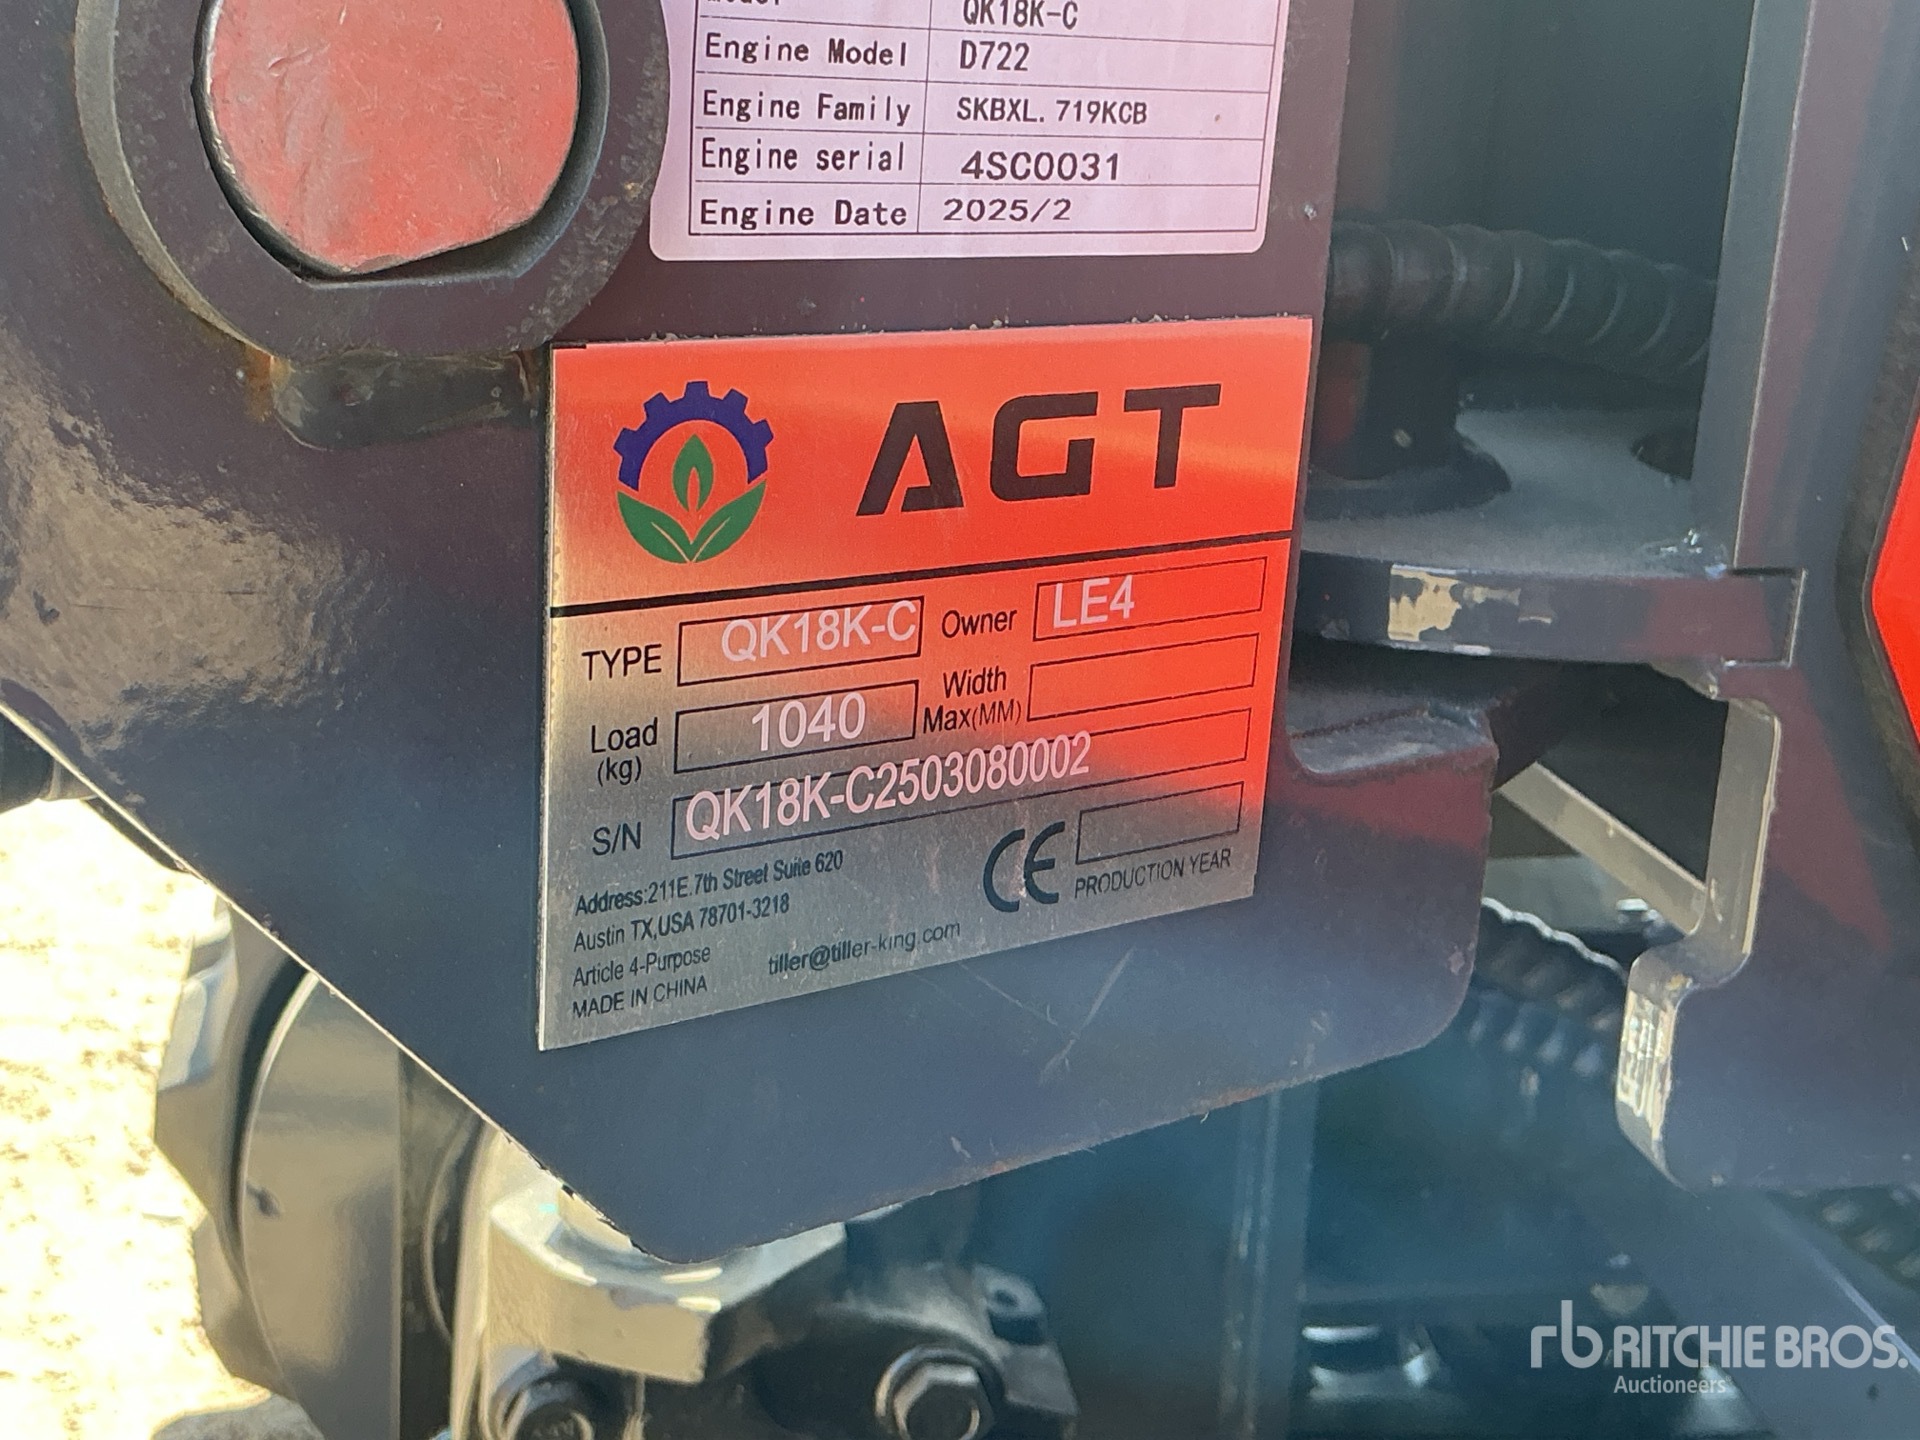 Model QK18K-C
Engine Model D722
Engine Family SKBXL.719KCB
Engine serial 4SC0031
Engine Date 2025/2
AGT
TYPE QK18K-C Owner LE4
Load (kg) 1040 Width Max(MM)
S/N QK18K-C2503080002
Address:211E.7th Street Suite 620
Austin TX,USA 78701-3218
Article 4-Purpose
MADE IN CHINA
tiller@tiller-king.com
CE
PRODUCTION YEAR
rb RITCHIE BROS.
Auctioneers